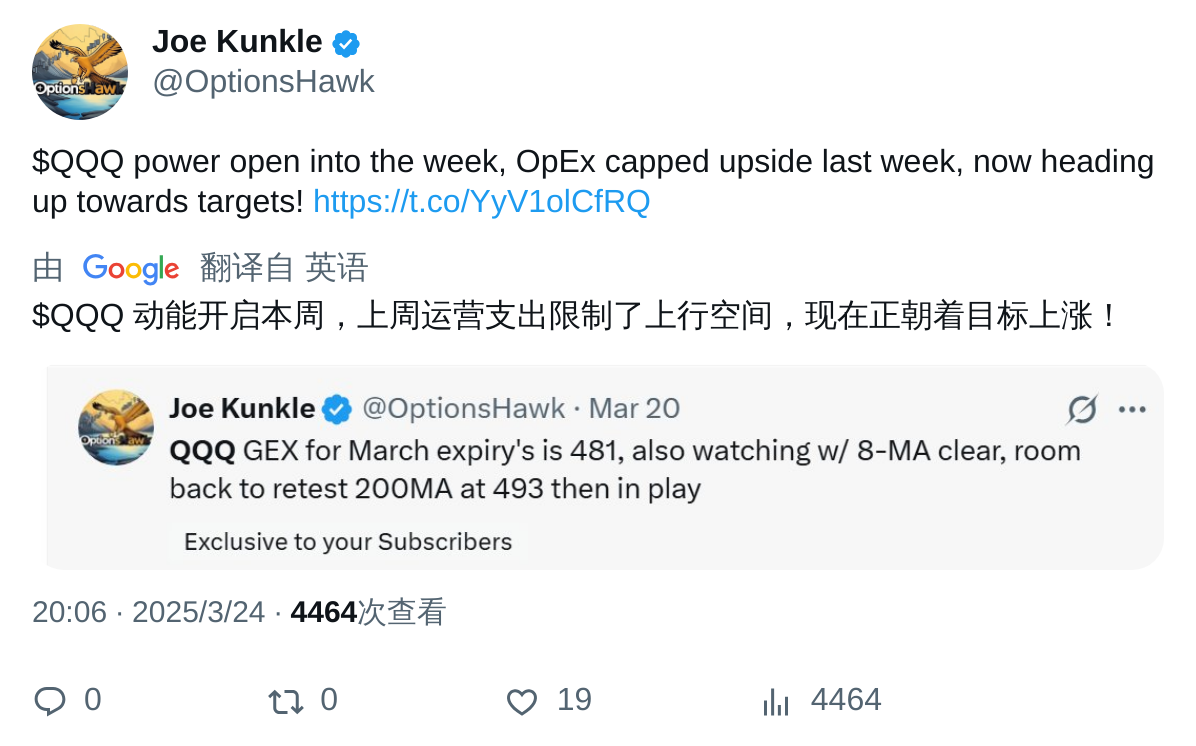 Joe Kunkle
@OptionsHawk
$QQQ power open into the week, OpEx capped upside last week, now heading
up towards targets! https://t.co/YyV1olCfRQ
由 Google 翻译自 英语
$QQQ 动能开启本周，上周运营支出限制了上行空间，现在正朝着目标上涨！
Joe Kunkle @OptionsHawk · Mar 20
QQQ GEX for March expiry's is 481, also watching w/ 8-MA clear, room
back to retest 200MA at 493 then in play
Exclusive to your Subscribers
20:06 · 2025/3/24 · 4464次查看
0 0 19 4464